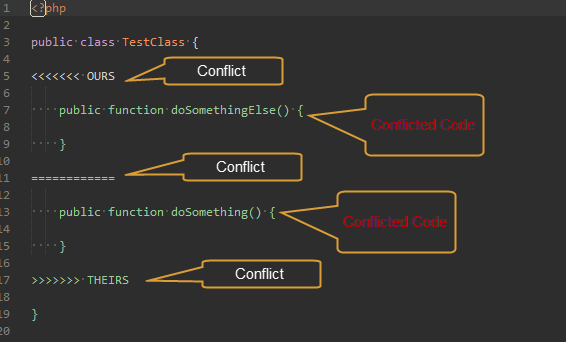 1 <?php
2
3 public class TestClass {
4
5 <<<<<<< OURS Conflict
6
7 public function doSomethingElse() { Conflicted Code
8
9 }
10
11 ============ Conflict
12
13 public function doSomething() { Conflicted Code
14
15 }
16
17 >>>>>>> THEIRS Conflict
18
19 }
20